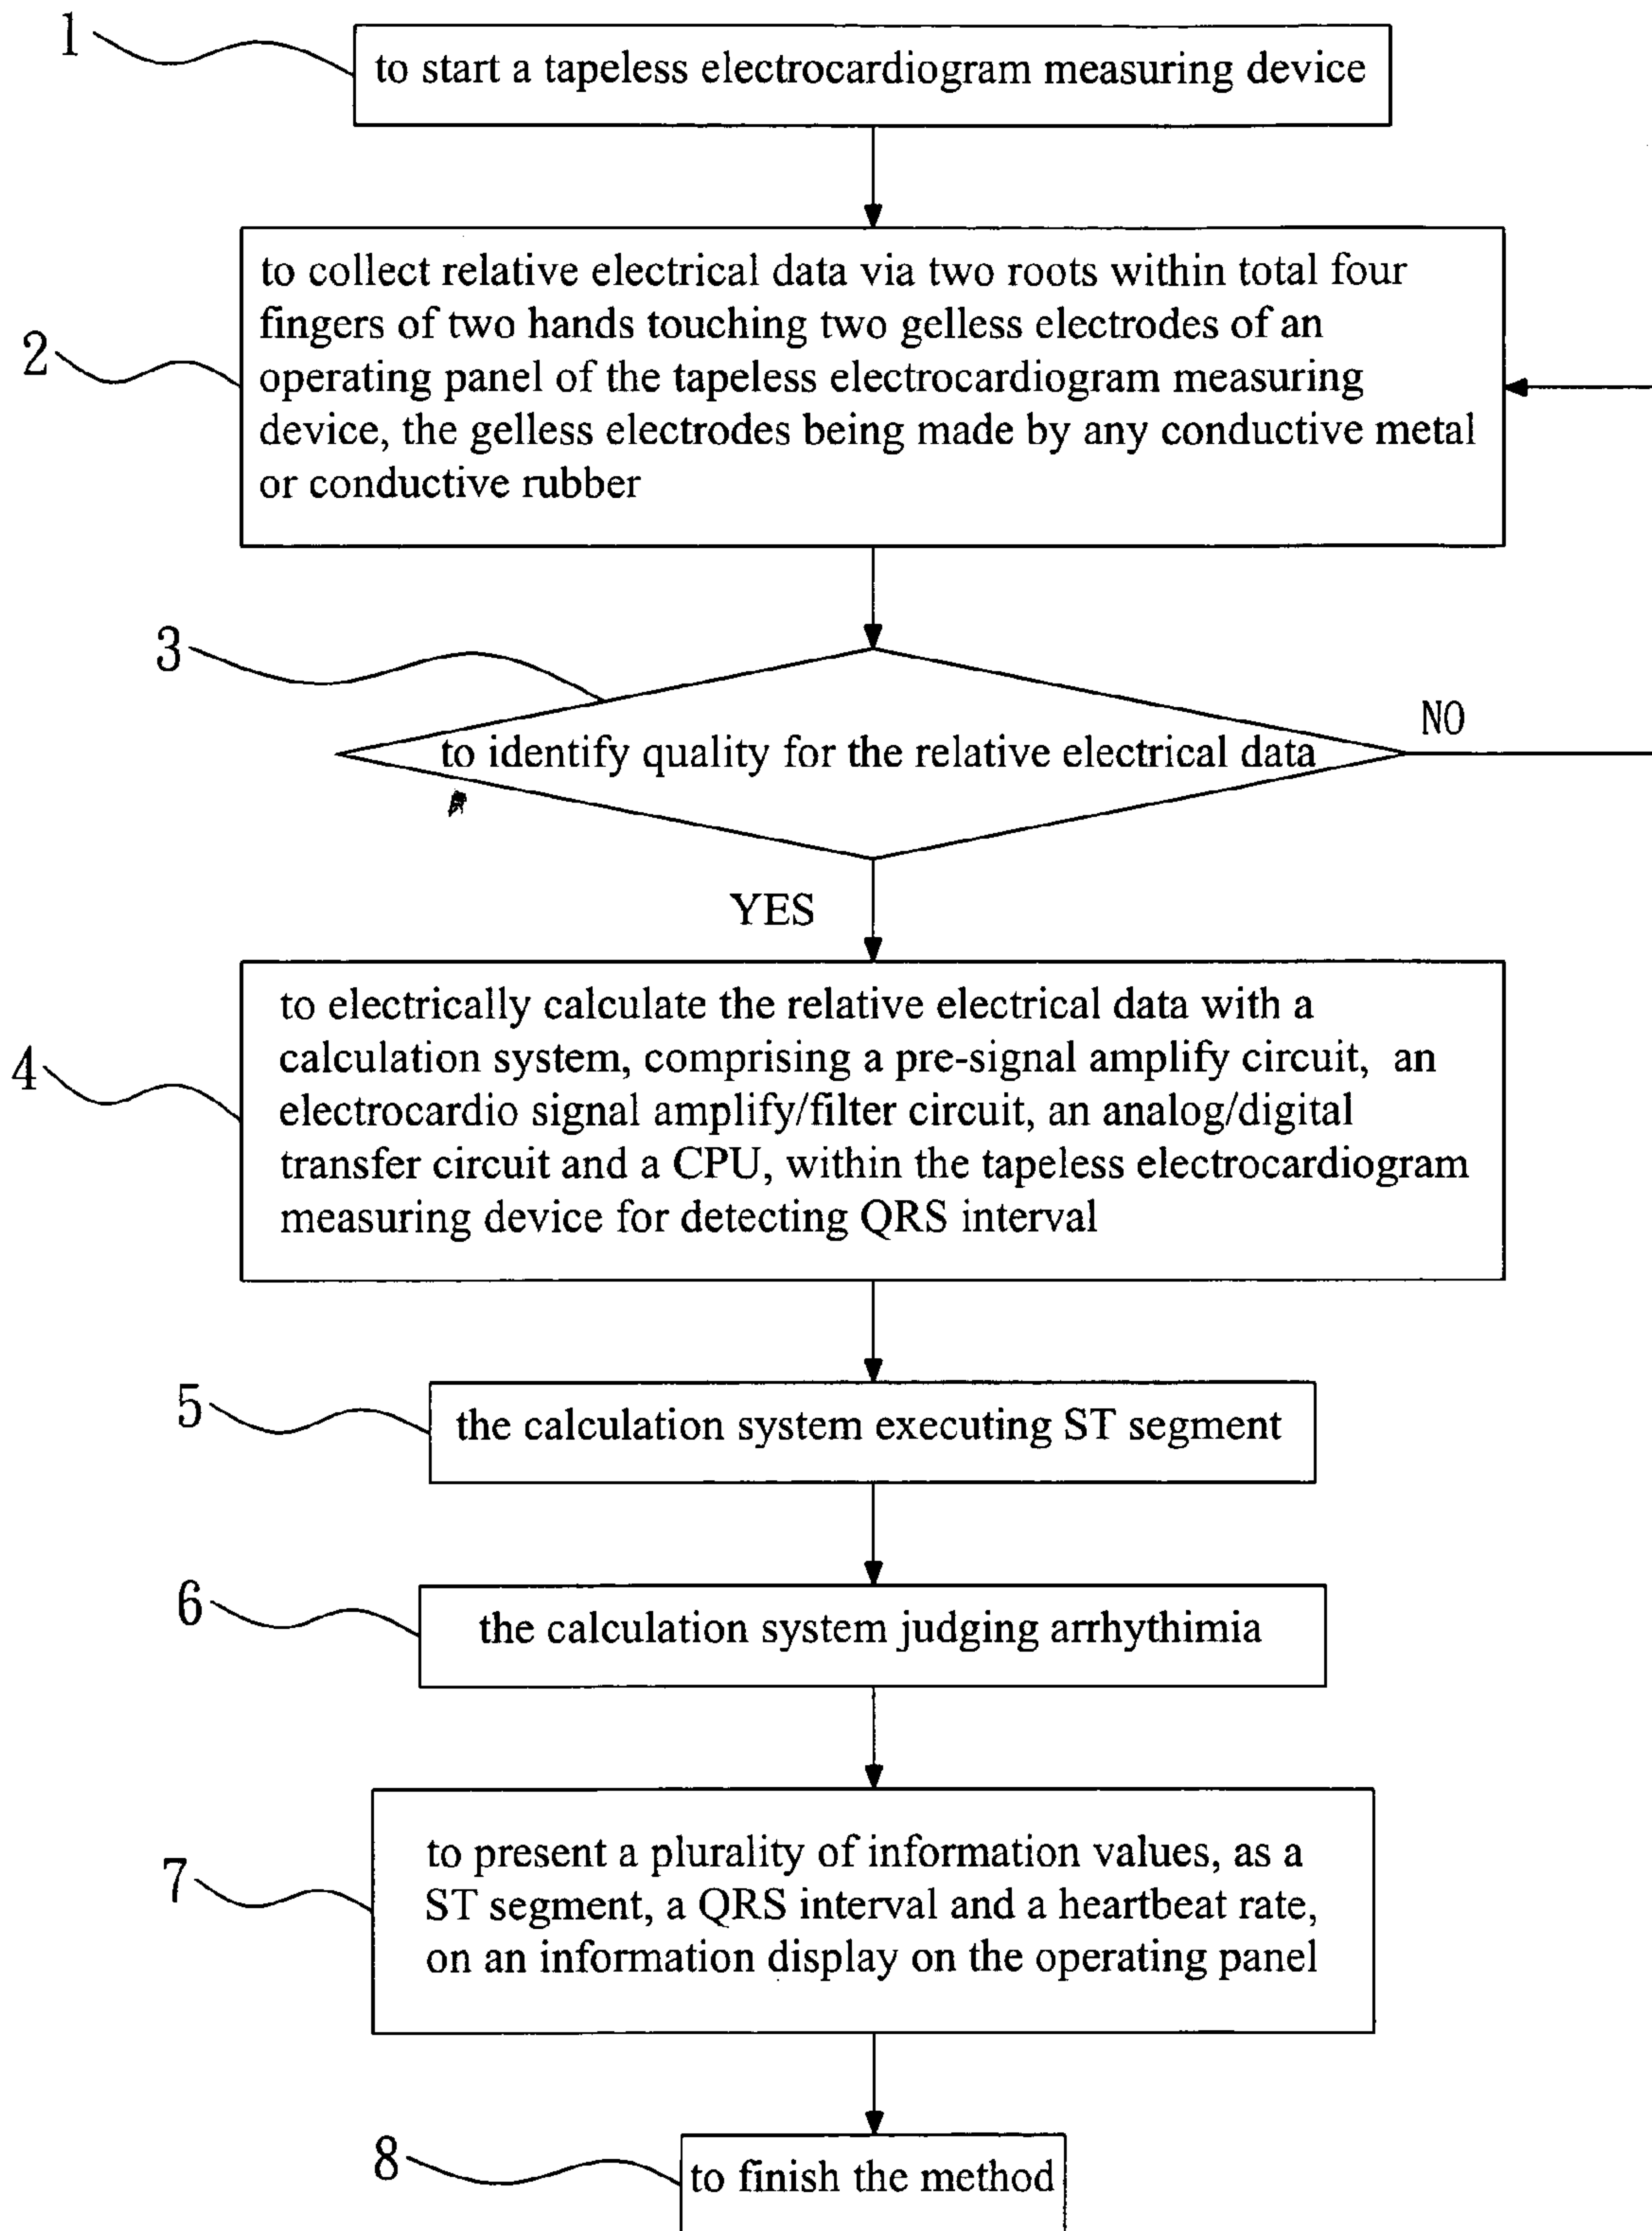 1
to start a tapeless electrocardiogram measuring device
2
to collect relative electrical data via two roots within total four
fingers of two hands touching two gelless electrodes of an
operating panel of the tapeless electrocardiogram measuring
device, the gelless electrodes being made by any conductive metal
or conductive rubber
3
to identify quality for the relative electrical data
NO
YES
4
to electrically calculate the relative electrical data with a
calculation system, comprising a pre-signal amplify circuit, an
electrocardio signal amplify/filter circuit, an analog/digital
transfer circuit and a CPU, within the tapeless electrocardiogram
measuring device for detecting QRS interval
5
the calculation system executing ST segment
6
the calculation system judging arrhythimia
7
to present a plurality of information values, as a
ST segment, a QRS interval and a heartbeat rate,
on an information display on the operating panel
8
to finish the method